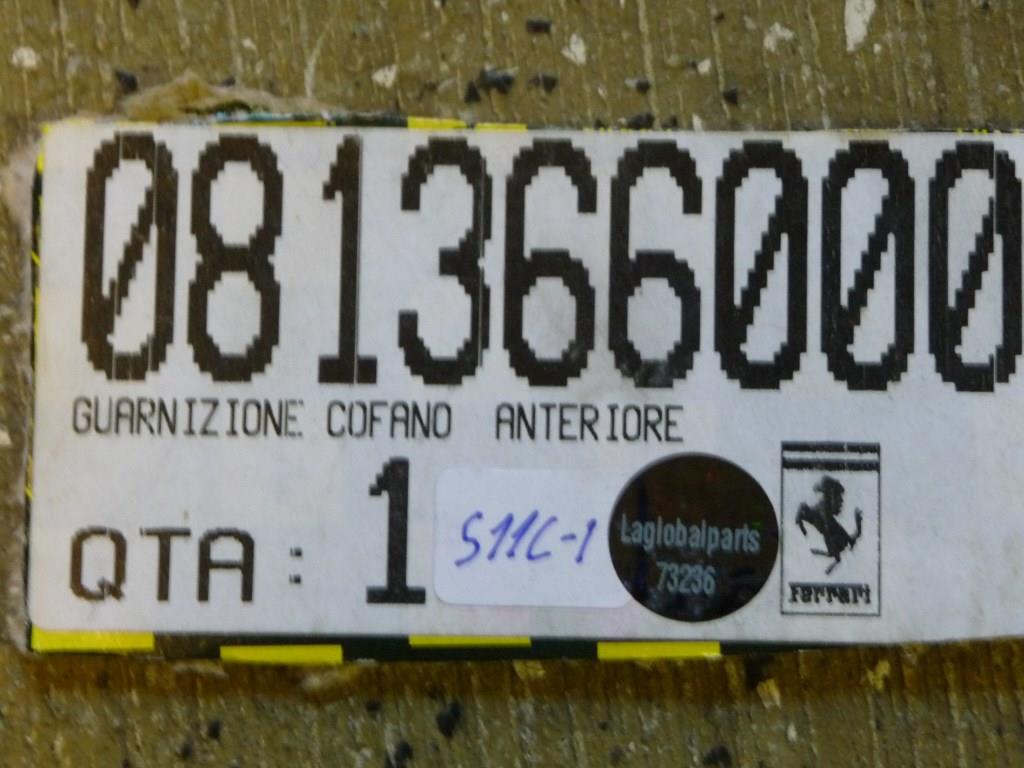 081366000
GUARNIZIONE COFANO ANTERIORE
QTA: 1
S11C-1
Laglobalparts
73236
Ferrari